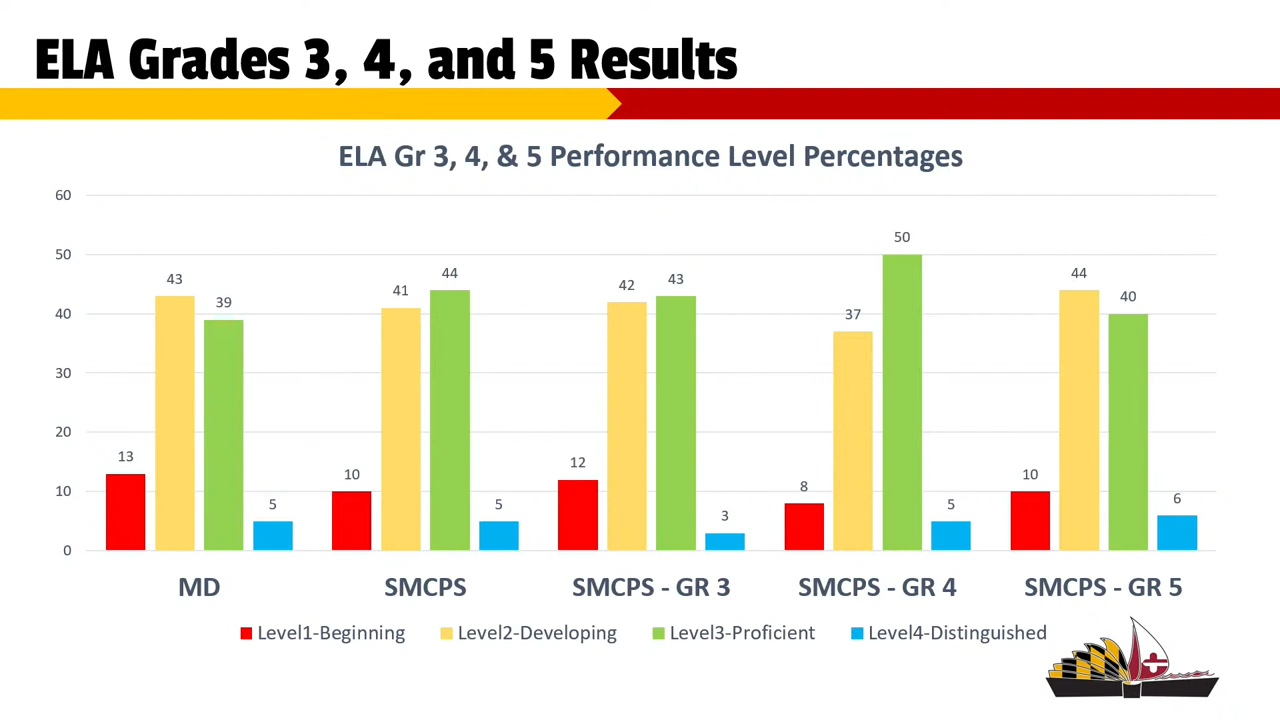 ELA Grades 3, 4, and 5 Results
ELA Gr 3, 4, & 5 Performance Level Percentages
60
50
40
30
20
10
0
13 43 39 5
10 41 44 5
12 42 43 3
8 37 50 5
10 44 40 6
MD SMCPS SMCPS - GR 3 SMCPS - GR 4 SMCPS - GR 5
Level1-Beginning Level2-Developing Level3-Proficient Level4-Distinguished